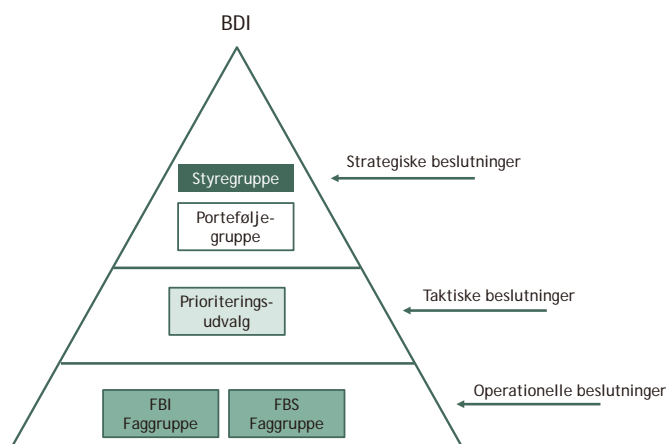 BDI
Strategiske beslutninger
Styregruppe
Portefølje-
gruppe
Taktiske beslutninger
Prioriterings-
udvalg
Operationelle beslutninger
FBI
Faggruppe
FBS
Faggruppe